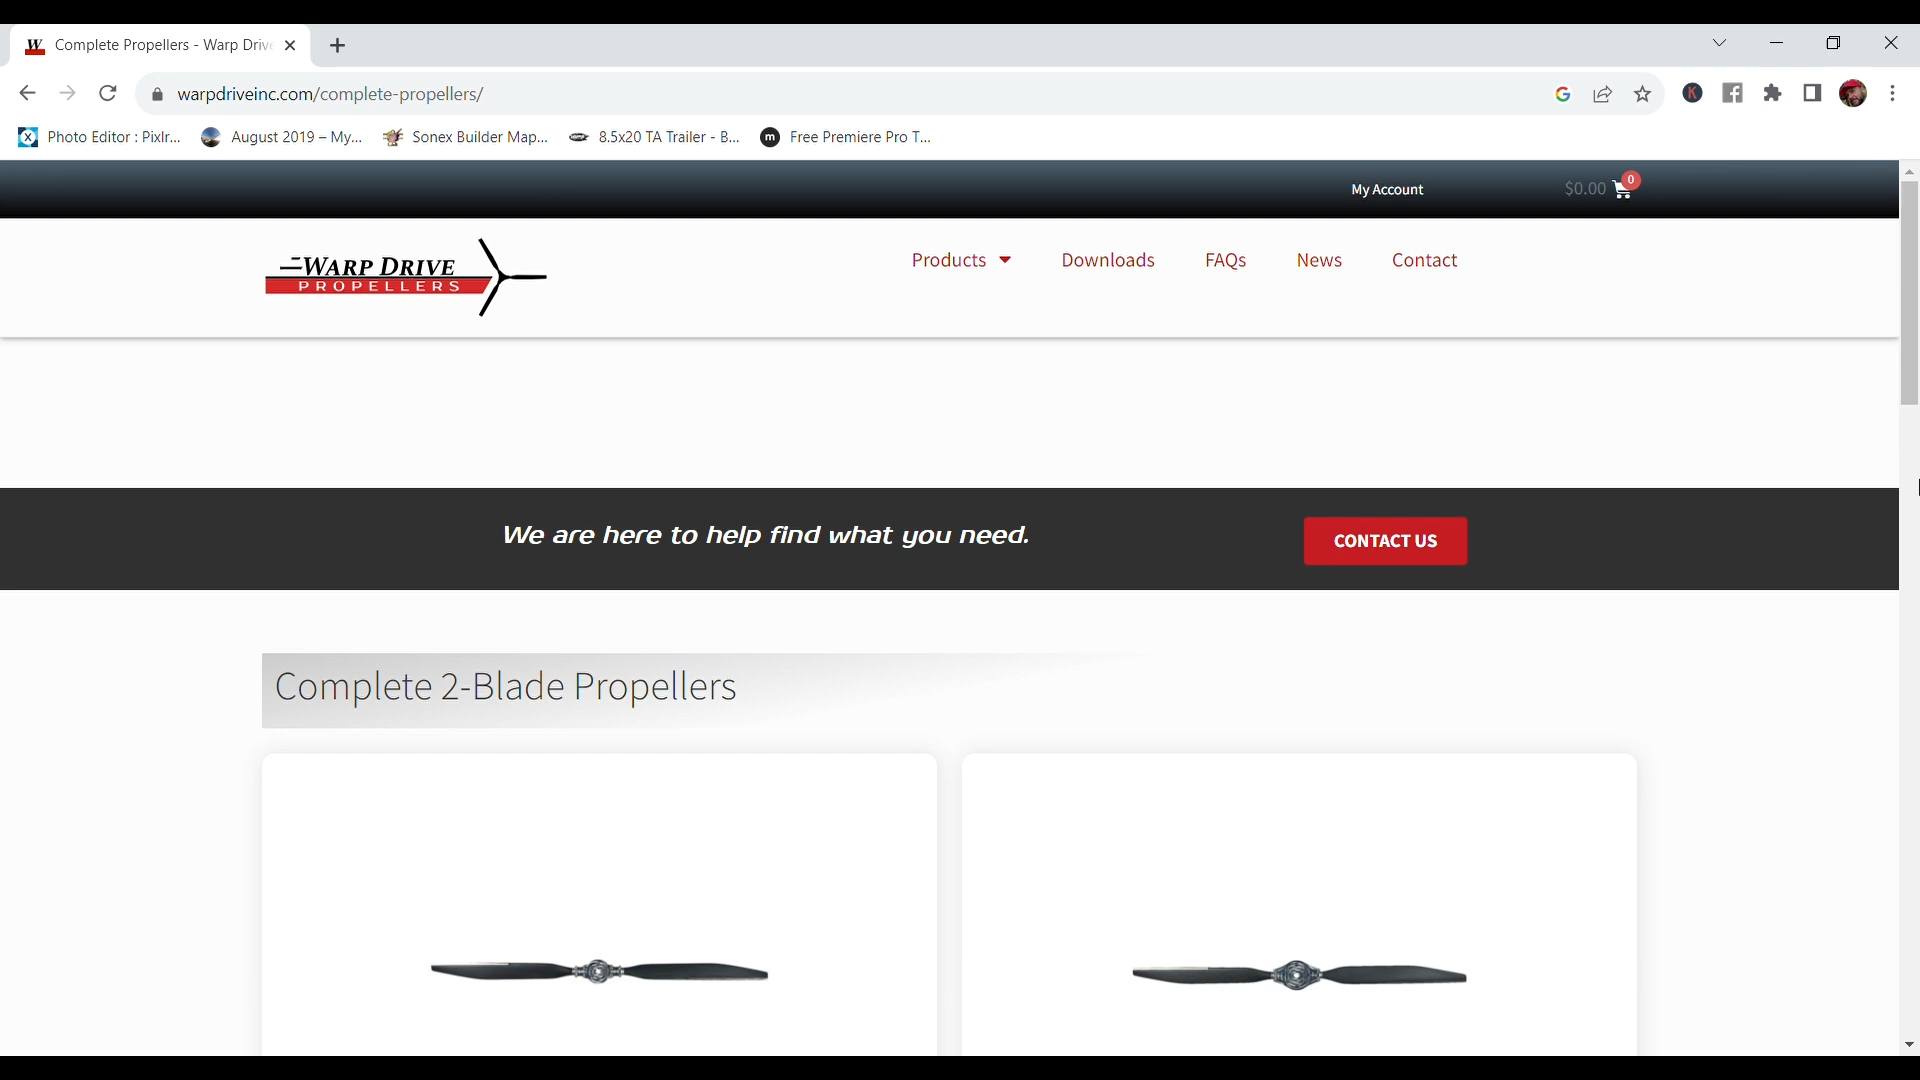 W Complete Propellers - Warp Drive
warpdriveinc.com/complete-propellers/
G
K
f
X Photo Editor : Pixlr...
August 2019 – My...
Sonex Builder Map...
8.5x20 TA Trailer - B...
m Free Premiere Pro T...
My Account
$0.00
0
WARP DRIVE
PROPELLERS
Products
Downloads
FAQs
News
Contact
We are here to help find what you need.
CONTACT US
Complete 2-Blade Propellers